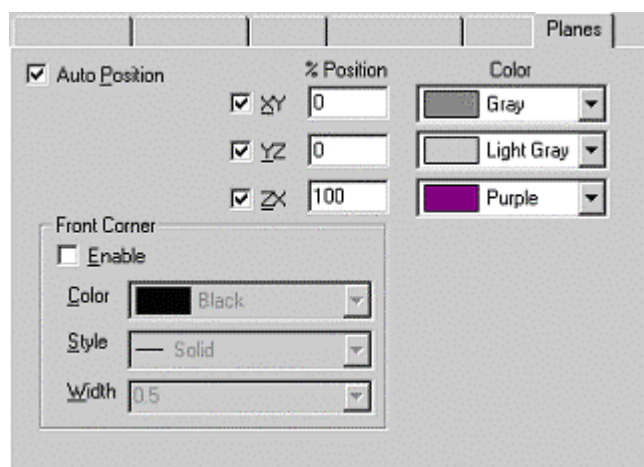 Planes
Auto Position % Position Color
XY 0 Gray
YZ 0 Light Gray
ZX 100 Purple
Front Corner
Enable
Color Black
Style Solid
Width 0.5